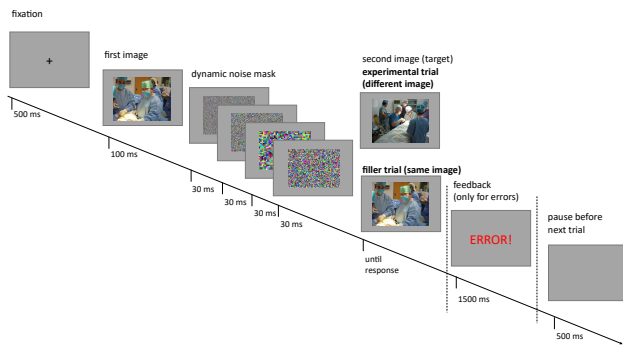 fixation
+
500 ms
first image
100 ms
dynamic noise mask
30 ms
30 ms
30 ms
30 ms
second image (target)
experimental trial
(different image)
filler trial (same image)
until
response
feedback
(only for errors)
ERROR!
1500 ms
pause before
next trial
500 ms